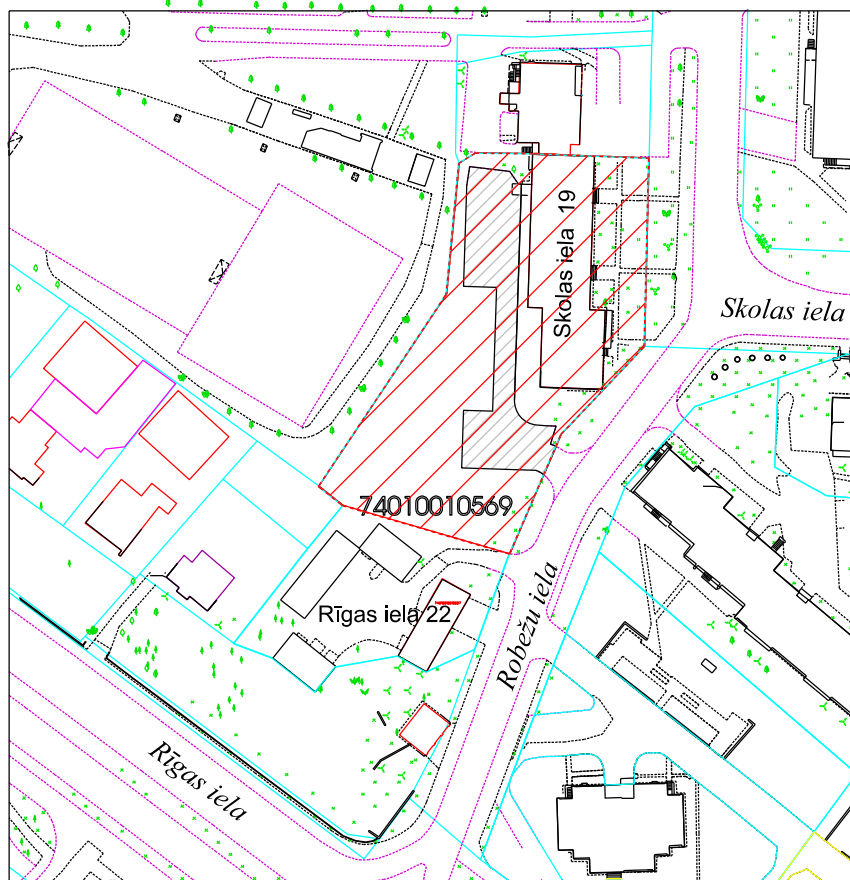 Skolas iela 19
Skolas iela
74010010569
Rīgas iela 22
Robežu iela
Rīgas iela